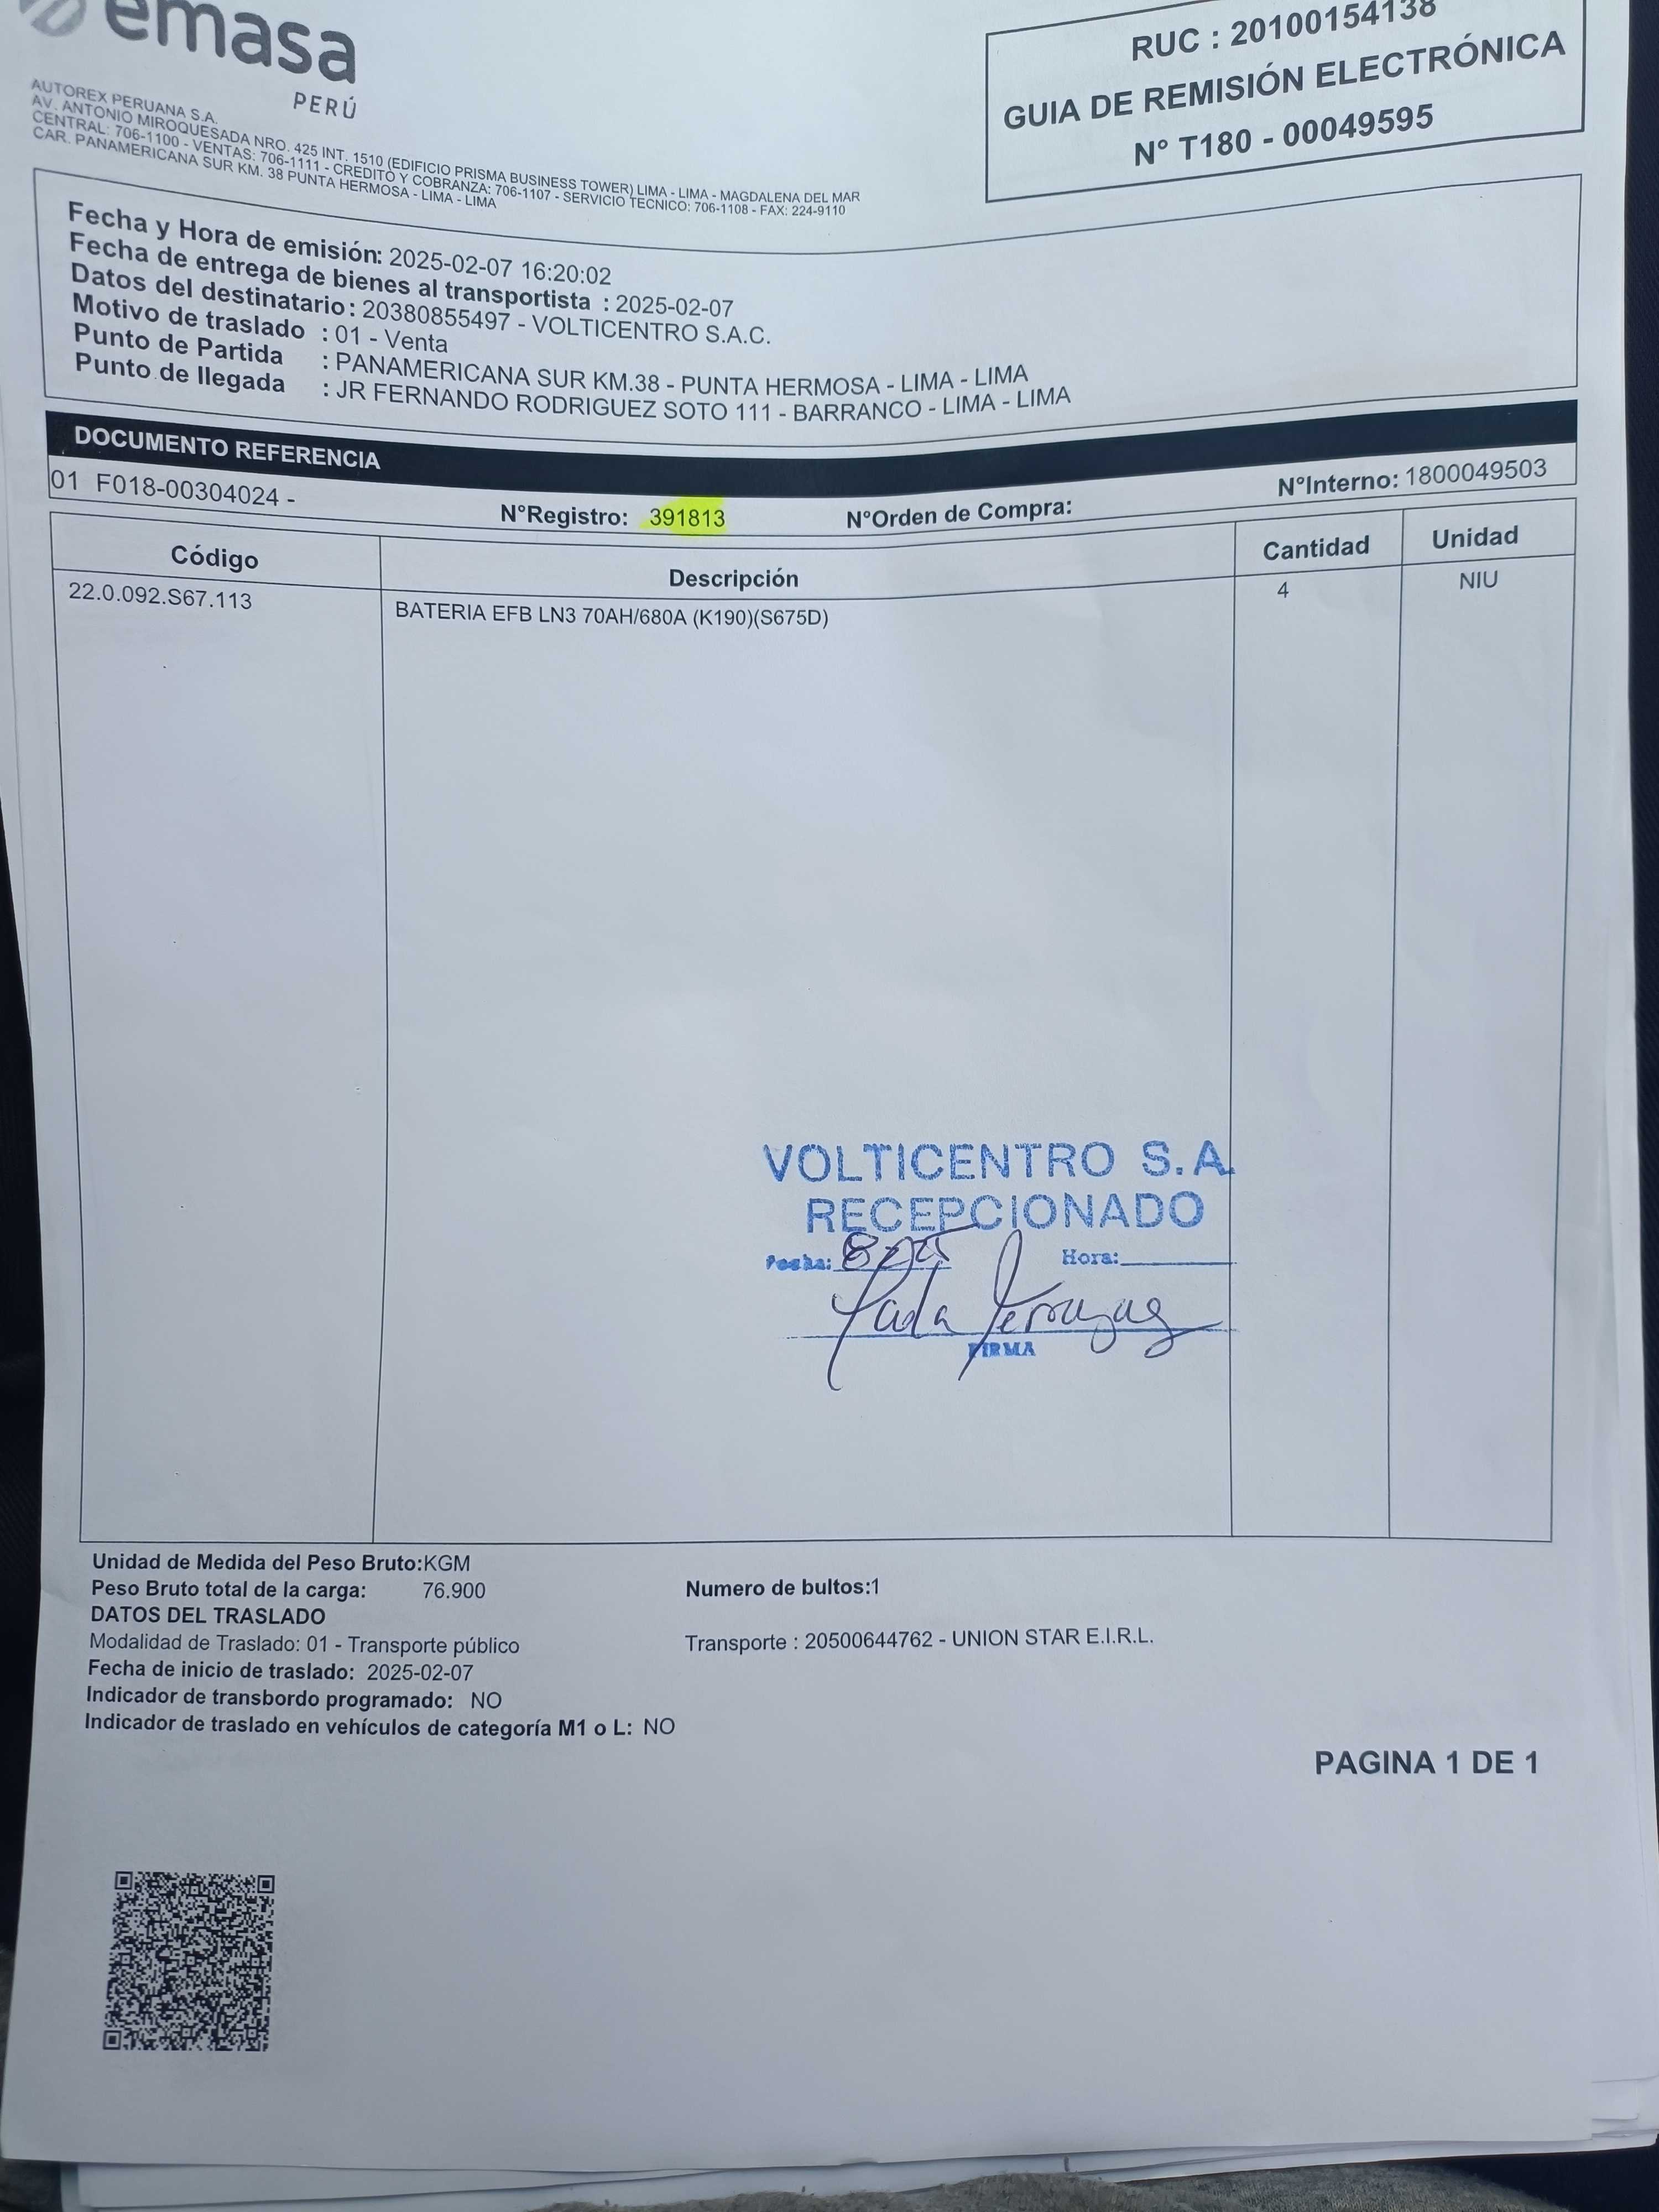 emasa
PERÚ
AUTOREX PERUANA S.A.
AV. ANTONIO MIROQUESADA NRO. 425 INT. 1510 (EDIFICIO PRISMA BUSINESS TOWER) LIMA - LIMA - MAGDALENA DEL MAR
CENTRAL: 706-1100 - VENTAS: 706-1111 - CREDITO Y COBRANZA: 706-1107 - SERVICIO TECNICO: 706-1108 - FAX: 224-9110
CAR. PANAMERICANA SUR KM. 38 PUNTA HERMOSA - LIMA - LIMA
RUC : 20100154138
GUIA DE REMISIÓN ELECTRÓNICA
N° T180 - 00049595
Fecha y Hora de emisión: 2025-02-07 16:20:02
Fecha de entrega de bienes al transportista : 2025-02-07
Datos del destinatario : 20380855497 - VOLTICENTRO S.A.C.
Motivo de traslado : 01 - Venta
Punto de Partida : PANAMERICANA SUR KM.38 - PUNTA HERMOSA - LIMA - LIMA
Punto de llegada : JR FERNANDO RODRIGUEZ SOTO 111 - BARRANCO - LIMA - LIMA
DOCUMENTO REFERENCIA
01 F018-00304024 - N°Registro: 391813 N°Orden de Compra: N°Interno: 1800049503
Código Descripción Cantidad Unidad
22.0.092.S67.113 BATERIA EFB LN3 70AH/680A (K190)(S675D) 4 NIU
VOLTICENTRO S.A.
RECEPCIONADO
Fecha: Hora:
FIRMA
Unidad de Medida del Peso Bruto:KGM
Peso Bruto total de la carga: 76.900 Numero de bultos:1
DATOS DEL TRASLADO
Modalidad de Traslado: 01 - Transporte público Transporte : 20500644762 - UNION STAR E.I.R.L.
Fecha de inicio de traslado: 2025-02-07
Indicador de transbordo programado: NO
Indicador de traslado en vehículos de categoría M1 o L: NO
PAGINA 1 DE 1